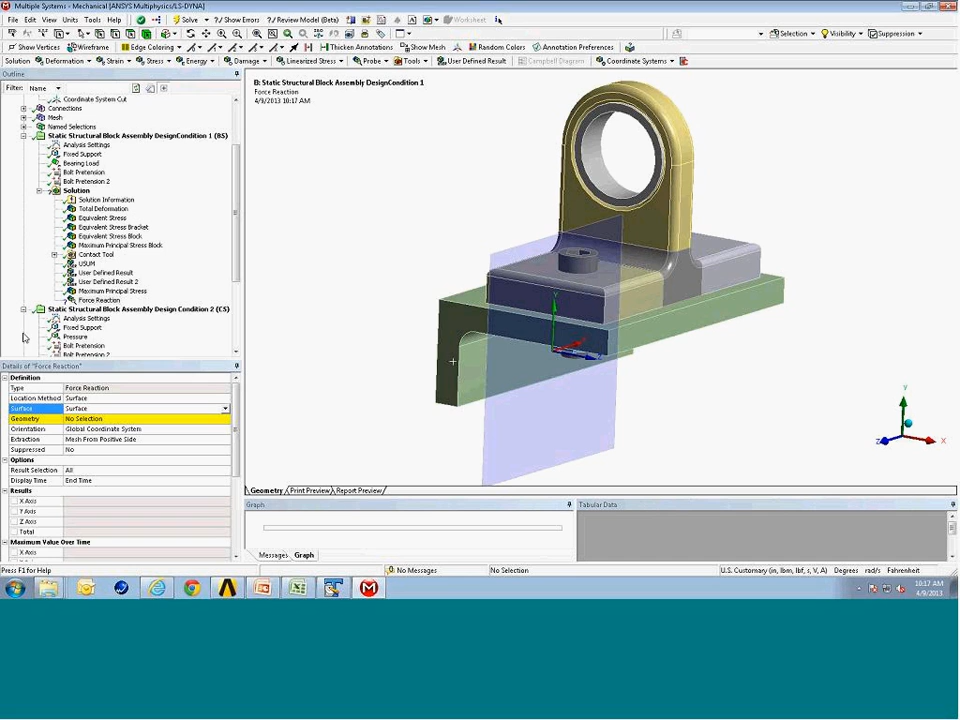 Multiple Systems - Mechanical [ANSYS Multiphysics/LS-DYNA]
File Edit View Units Tools Help Solve ?/Show Errors ?/Review Model (Beta) Worksheet
Show Vertices Wireframe Edge Coloring Thicken Annotations Show Mesh Random Colors Annotation Preferences Selection Visibility Suppression
Solution Deformation Strain Stress Energy Damage Linearized Stress Probe Tools User Defined Result Campbell Diagram Coordinate Systems
Outline
Filter: Name
Coordinate System Cut
Connections
Mesh
Named Selections
Static Structural Block Assembly DesignCondition 1 (B5)
Analysis Settings
Fixed Support
Bearing Load
Bolt Pretension
Bolt Pretension 2
Solution
Solution Information
Total Deformation
Equivalent Stress
Equivalent Stress Bracket
Equivalent Stress Block
Maximum Principal Stress Block
Contact Tool
USUM
User Defined Result
User Defined Result 2
Maximum Principal Stress
Force Reaction
Static Structural Block Assembly Design Condition 2 (C5)
Analysis Settings
Fixed Support
Pressure
Bolt Pretension
Bolt Pretension 2
Details of "Force Reaction"
Definition
Type Force Reaction
Location Method Surface
Surface Surface
Geometry No Selection
Orientation Global Coordinate System
Extraction Mesh From Positive Side
Suppressed No
Options
Result Selection All
Display Time End Time
Results
X Axis
Y Axis
Z Axis
Total
Maximum Value Over Time
X Axis
B: Static Structural Block Assembly DesignCondition 1
Force Reaction
4/9/2013 10:17 AM
Y
Y
Z X
Geometry Print Preview Report Preview
Graph
Tabular Data
Messages Graph
Press F1 for Help No Messages No Selection U.S. Customary (in, lbm, lbf, s, V, A) Degrees rad/s Fahrenheit
10:17 AM
4/9/2013